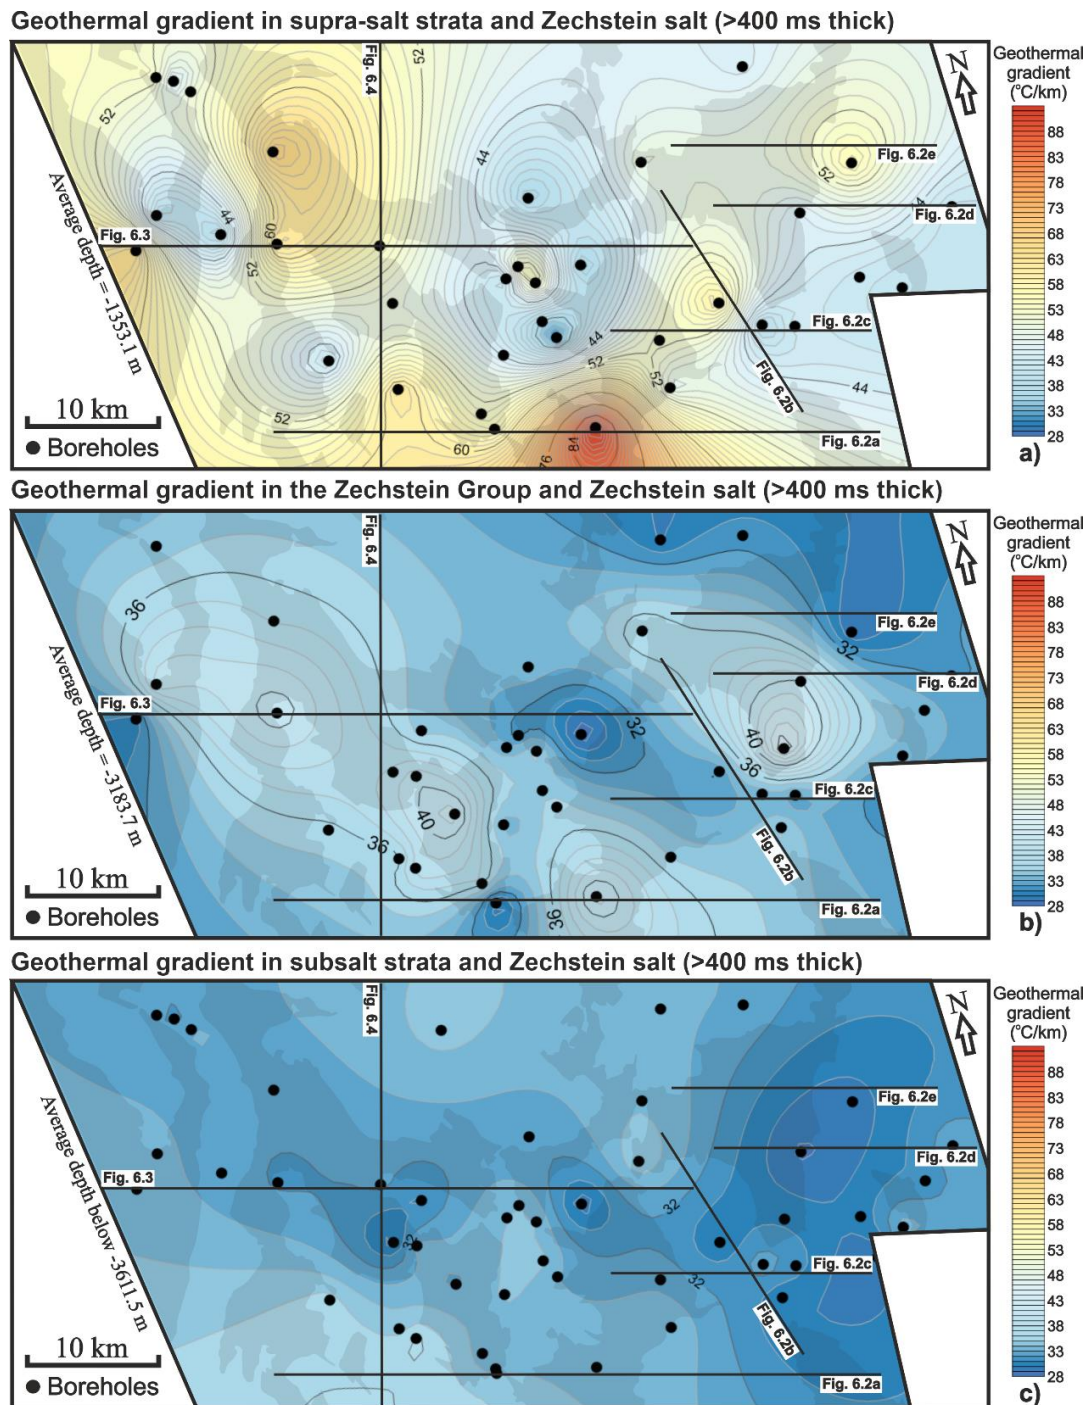 Geothermal gradient in supra-salt strata and Zechstein salt (>400 ms thick)
Fig. 6.4
52
52
44
N
Fig. 6.2e
52
44
Fig. 6.2d
Fig. 6.3
60
52
Average depth = -1353.1 m
44
Fig. 6.2c
52
52
44
Fig. 6.2b
10 km
52
60
76
84
Fig. 6.2a
Boreholes
a)
Geothermal
gradient
(°C/km)
88
83
78
73
68
63
58
53
48
43
38
33
28
Geothermal gradient in the Zechstein Group and Zechstein salt (>400 ms thick)
Fig. 6.4
36
N
Fig. 6.2e
32
Fig. 6.2d
Fig. 6.3
32
Average depth = -3183.7 m
40
36
40
36
Fig. 6.2c
Fig. 6.2b
10 km
36
Fig. 6.2a
Boreholes
b)
Geothermal
gradient
(°C/km)
88
83
78
73
68
63
58
53
48
43
38
33
28
Geothermal gradient in subsalt strata and Zechstein salt (>400 ms thick)
Fig. 6.4
N
Fig. 6.2e
Fig. 6.2d
Fig. 6.3
32
32
Average depth below -3611.5 m
32
Fig. 6.2c
Fig. 6.2b
10 km
Fig. 6.2a
Boreholes
c)
Geothermal
gradient
(°C/km)
88
83
78
73
68
63
58
53
48
43
38
33
28